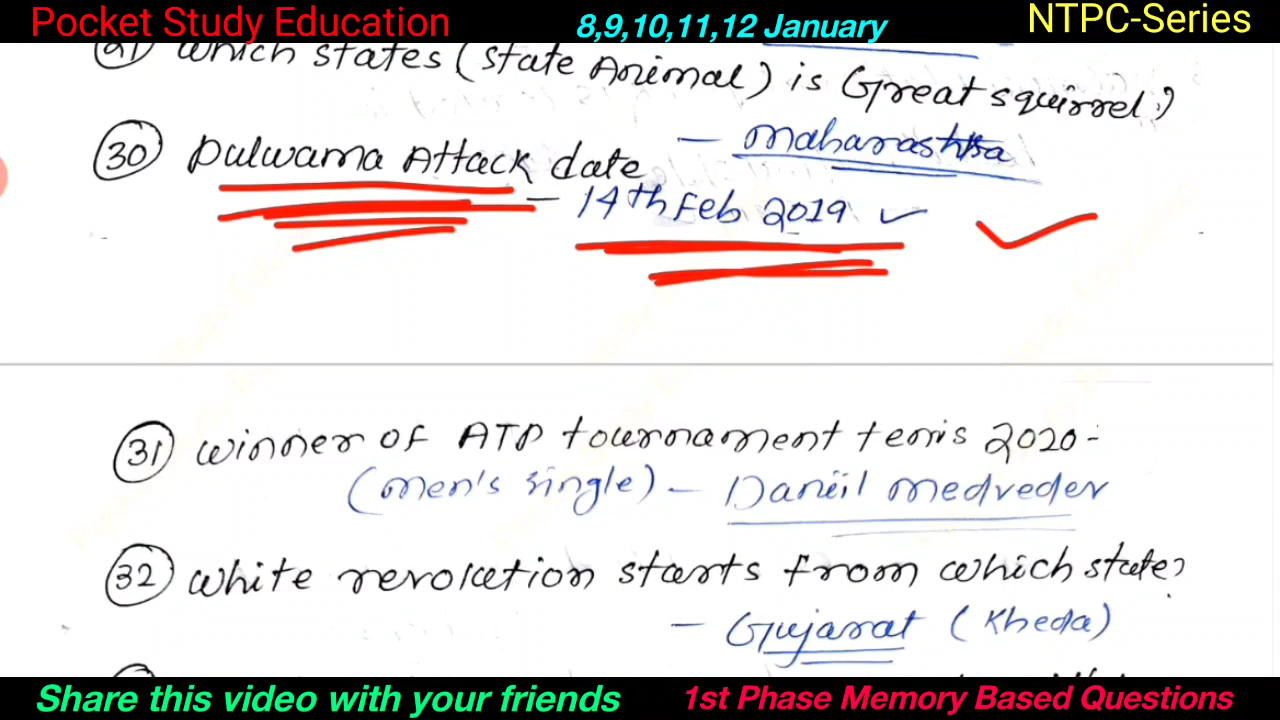 Pocket Study Education
8,9,10,11,12 January
NTPC-Series
which states (state Animal) is Great squirrel?
- maharashtra
30 pulwama Attack date
- 14th Feb 2019
31 winner of ATP tournament tenis 2020-
(men's single) - Daniil medvedev
32 white revolution starts from which state?
- Gujarat (Kheda)
Share this video with your friends
1st Phase Memory Based Questions